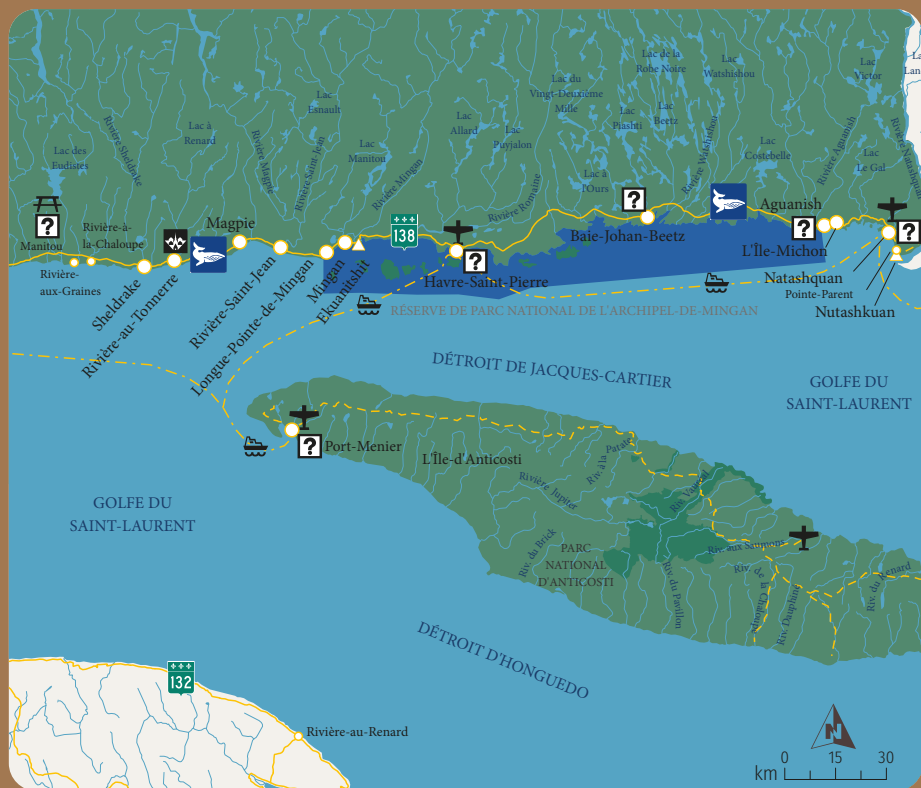 Lac de la
Robe Noire
Lac
Watshishou
Lac
Victor
Lac du
Vingt-Deuxième
Mille
Lac
Esnault
Lac
Allard
Lac
Puyjalon
Lac
Piashti
Lac
Beetz
Lac à
Renard
Lac
Manitou
Lac
Costebelle
Lac
Le Gal
Lac des
Eudistes
Lac à
l'Ours
Rivière Sheldrake
Rivière Magpie
Rivière Saint-Jean
Rivière Mingan
Rivière Romaine
Rivière Watshishou
Rivière Aguanish
?
Manitou
Rivière-à-
la-Chaloupe
Rivière-
aux-Graines
Sheldrake
Rivière-au-Tonnerre
Magpie
Rivière-Saint-Jean
Longue-Pointe-de-Mingan
Mingan
Ekuanitshit
138
?
Havre-Saint-Pierre
?
Baie-Johan-Beetz
Aguanish
?
L'Île-Michon
?
Natashquan
Pointe-Parent
Nutashkuan
RÉSERVE DE PARC NATIONAL DE L'ARCHIPEL-DE-MINGAN
DÉTROIT DE JACQUES-CARTIER
GOLFE DU
SAINT-LAURENT
?
Port-Menier
L'Île-d'Anticosti
Riv. à la Patate
Rivière Jupiter
Riv. Vauréal
GOLFE DU
SAINT-LAURENT
Riv. du Brick
PARC
NATIONAL
D'ANTICOSTI
Riv. aux Saumons
Riv. du Pavillon
Riv. de la Chaloupe
Riv. Dauphiné
Riv. du Renard
DÉTROIT D'HONGUEDO
132
Rivière-au-Renard
N
0 15 30
km